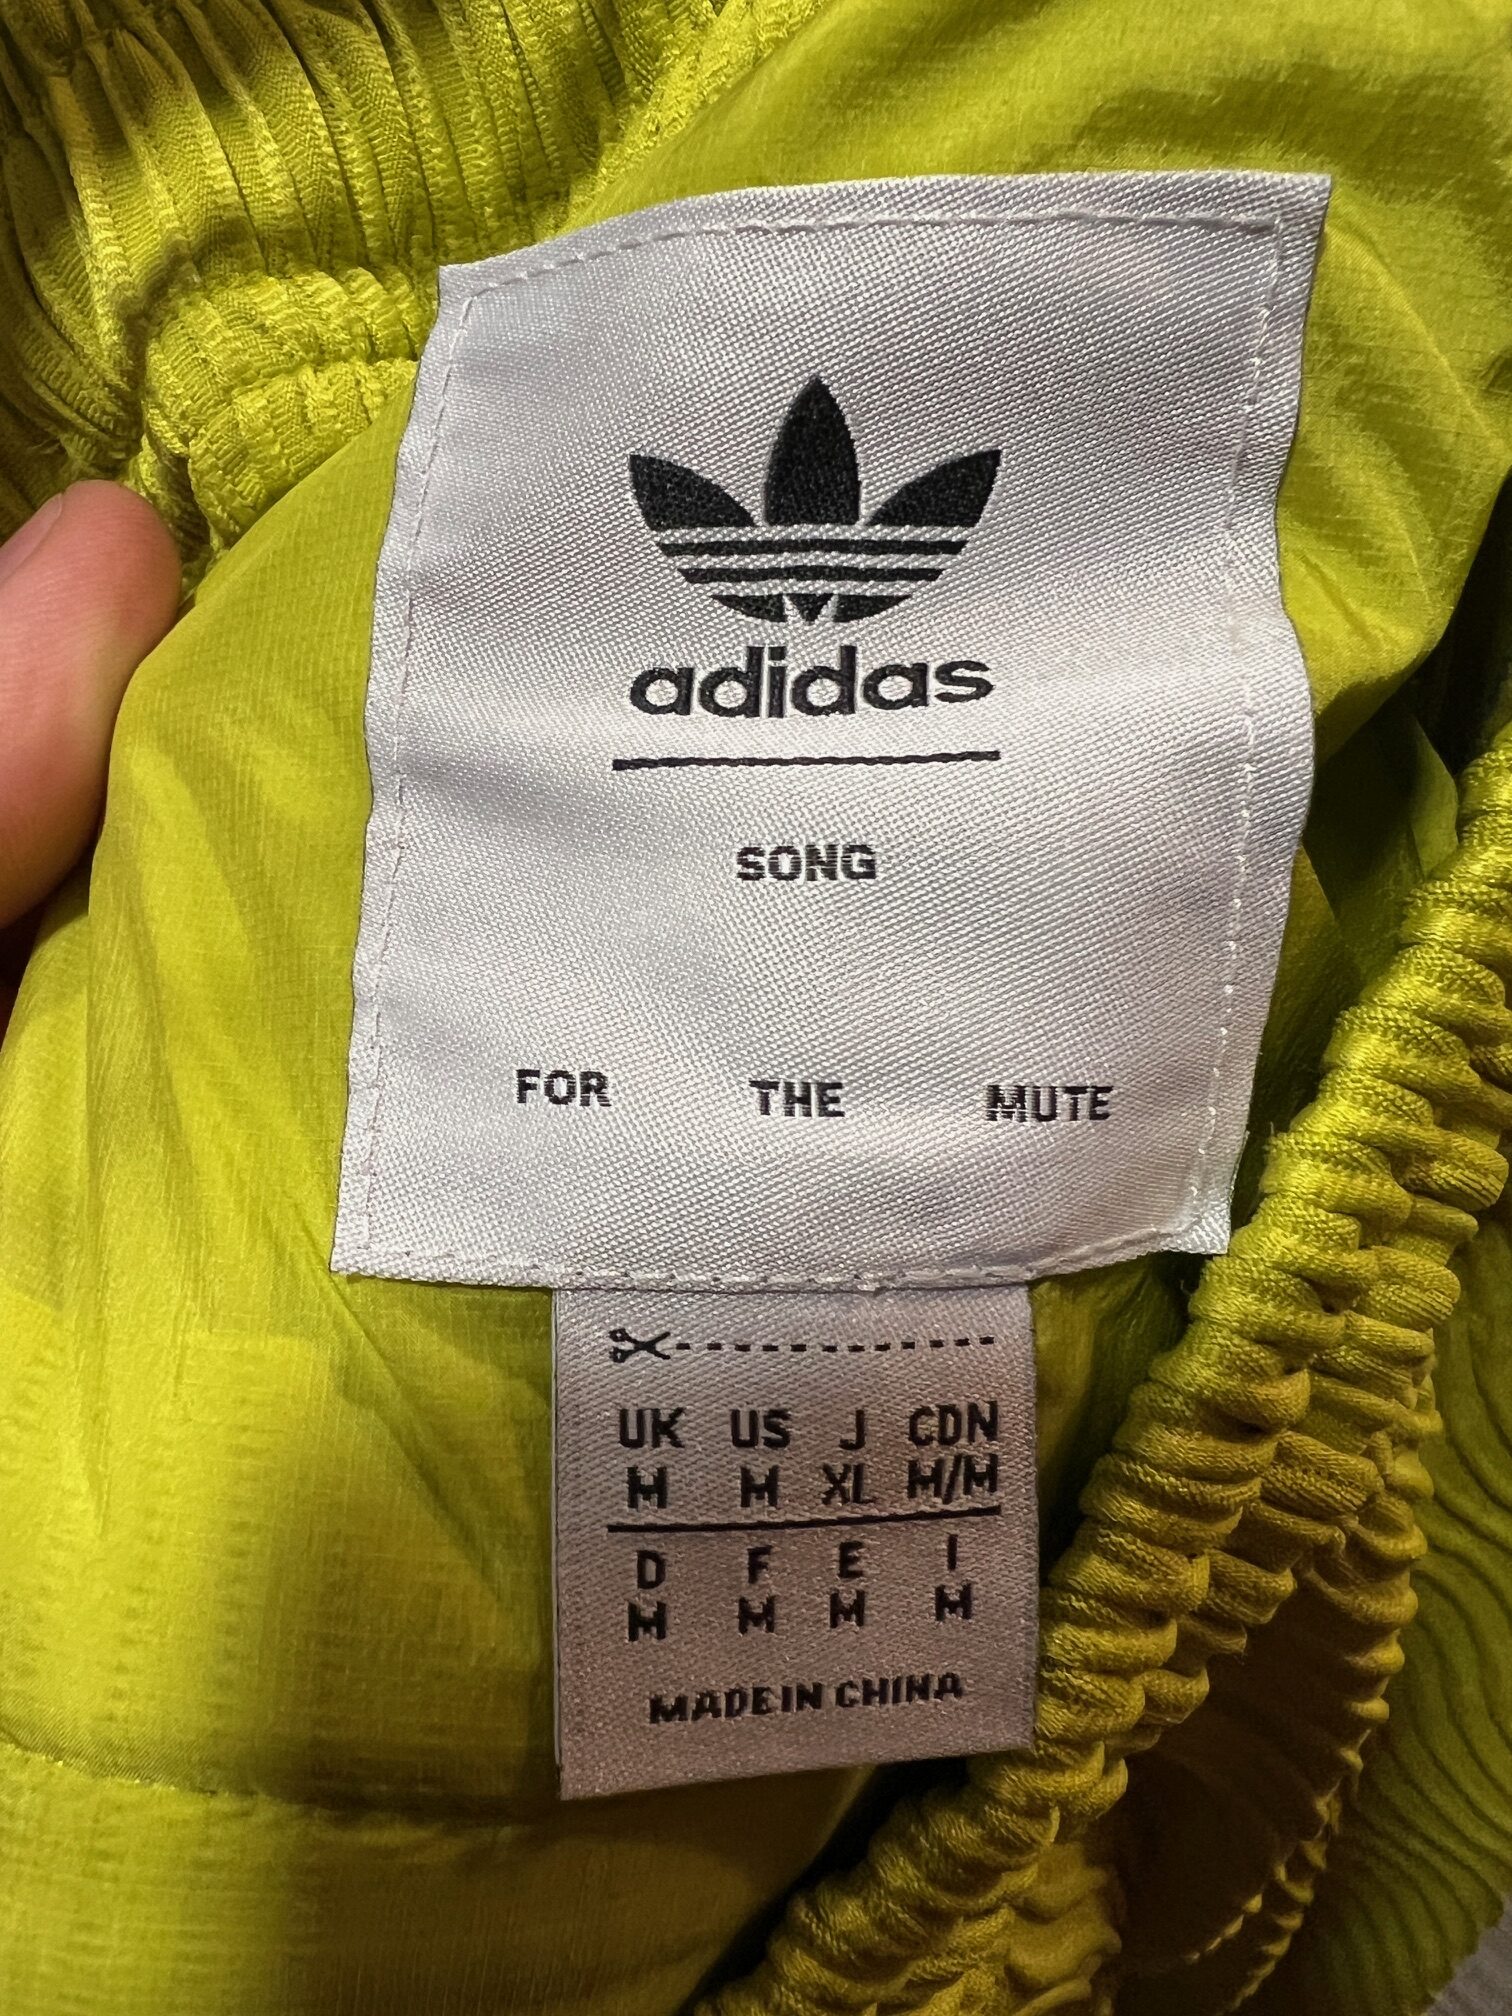 adidas
SONG
FOR THE MUTE
UK US J CDN
M M XL M/M
D F E I
M M M M
MADE IN CHINA